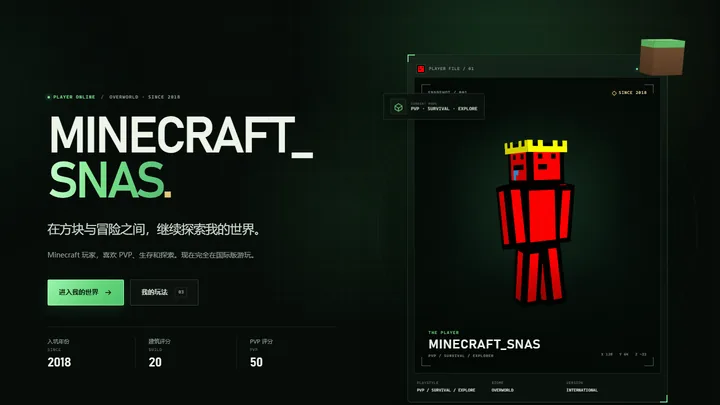 PLAYER ONLINE / OVERWORLD · SINCE 2018
MINECRAFT_
SNAS.
在方块与冒险之间，继续探索我的世界。
Minecraft 玩家，喜欢 PVP、生存和探索。现在完全在国际版游玩。
进入我的世界 →
我的玩法 03
入坑年份
SINCE
2018
建筑评分
BUILD
20
PVP 评分
PVP
50
PLAYER FILE / 01
SINCE 2018
PVP · SURVIVAL · EXPLORE
THE PLAYER
MINECRAFT_SNAS
PVP / SURVIVAL / EXPLORER
PLAYSTYLE
PVP / SURVIVAL / EXPLORE
OVERWORLD
VERSION
INTERNATIONAL